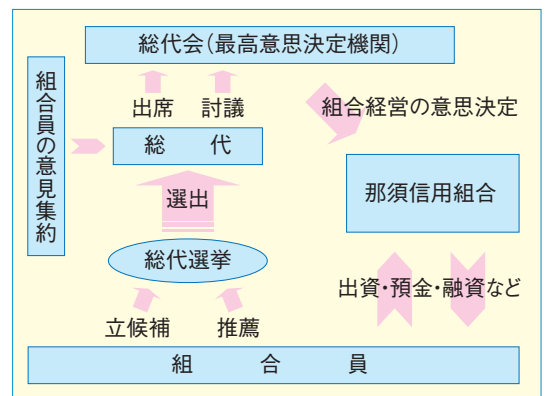 総代会（最高意思決定機関）
組合員の意見集約
出席 討議
組合経営の意思決定
総 代
選出
那須信用組合
総代選挙
出資・預金・融資など
立候補 推薦
組 合 員